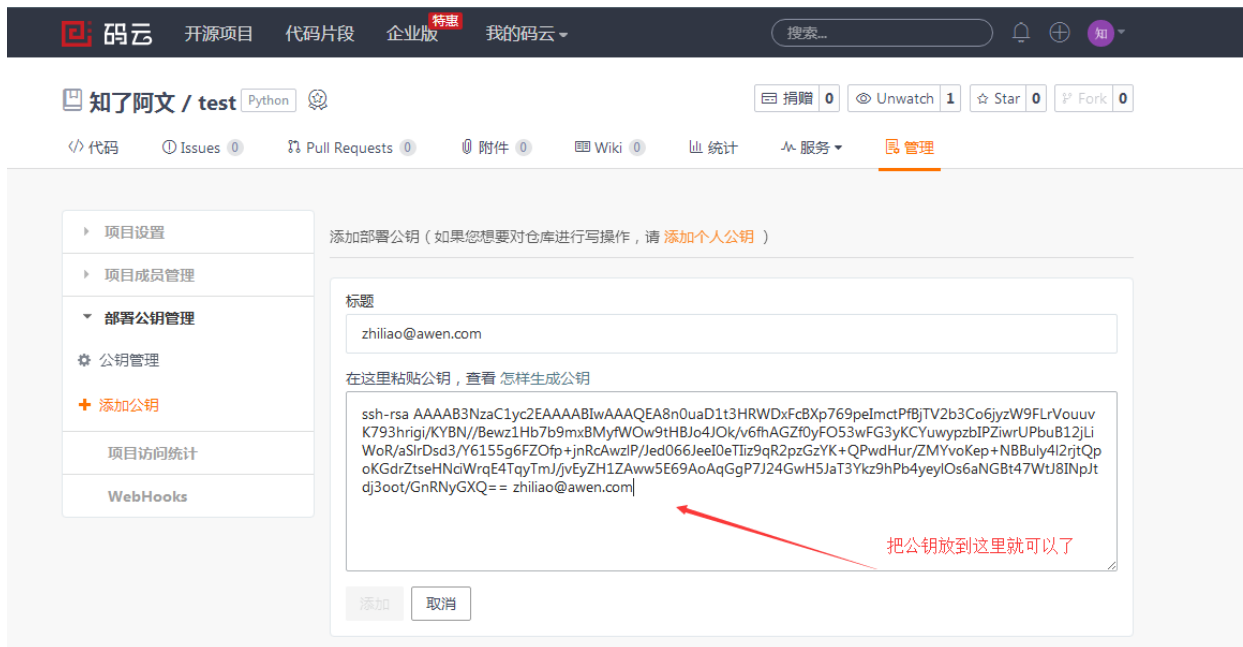 码云 开源项目 代码片段 企业版 特惠 我的码云 搜索... 知
知了阿文 / test Python 捐赠 0 Unwatch 1 Star 0 Fork 0
代码 Issues 0 Pull Requests 0 附件 0 Wiki 0 统计 服务 管理
项目设置
项目成员管理
部署公钥管理
公钥管理
添加公钥
项目访问统计
WebHooks
添加部署公钥 ( 如果您想要对仓库进行写操作 , 请 添加个人公钥 )
标题
zhiliao@awen.com
在这里粘贴公钥 , 查看 怎样生成公钥
ssh-rsa AAAAB3NzaC1yc2EAAAABIwAAAQEA8n0uaD1t3HRWDxFcBXp769peImctPfBjTV2b3Co6jyzW9FLrVouuv
K793hrigi/KYBN//Bewz1Hb7b9mxBMyfWOw9tHBJo4JOk/v6fhAGZf0yFO53wFG3yKCYuwypzbIPZiwrUPbuB12jLi
WoR/aSlrDsd3/Y6155g6FZOfp+jnRcAwzlP/Jed066JeeI0eTIiz9qR2pzGzYK+QPwdHur/ZMYvoKep+NBBuly4l2rjtQp
oKGdrZtseHNciWrqE4TqyTmJ/jvEyZH1ZAww5E69AoAqGgP7J24GwH5JaT3Ykz9hPb4yeylOs6aNGBt47WtJ8INpJt
dj3oot/GnRNyGXQ== zhiliao@awen.com
把公钥放到这里就可以了
添加 取消